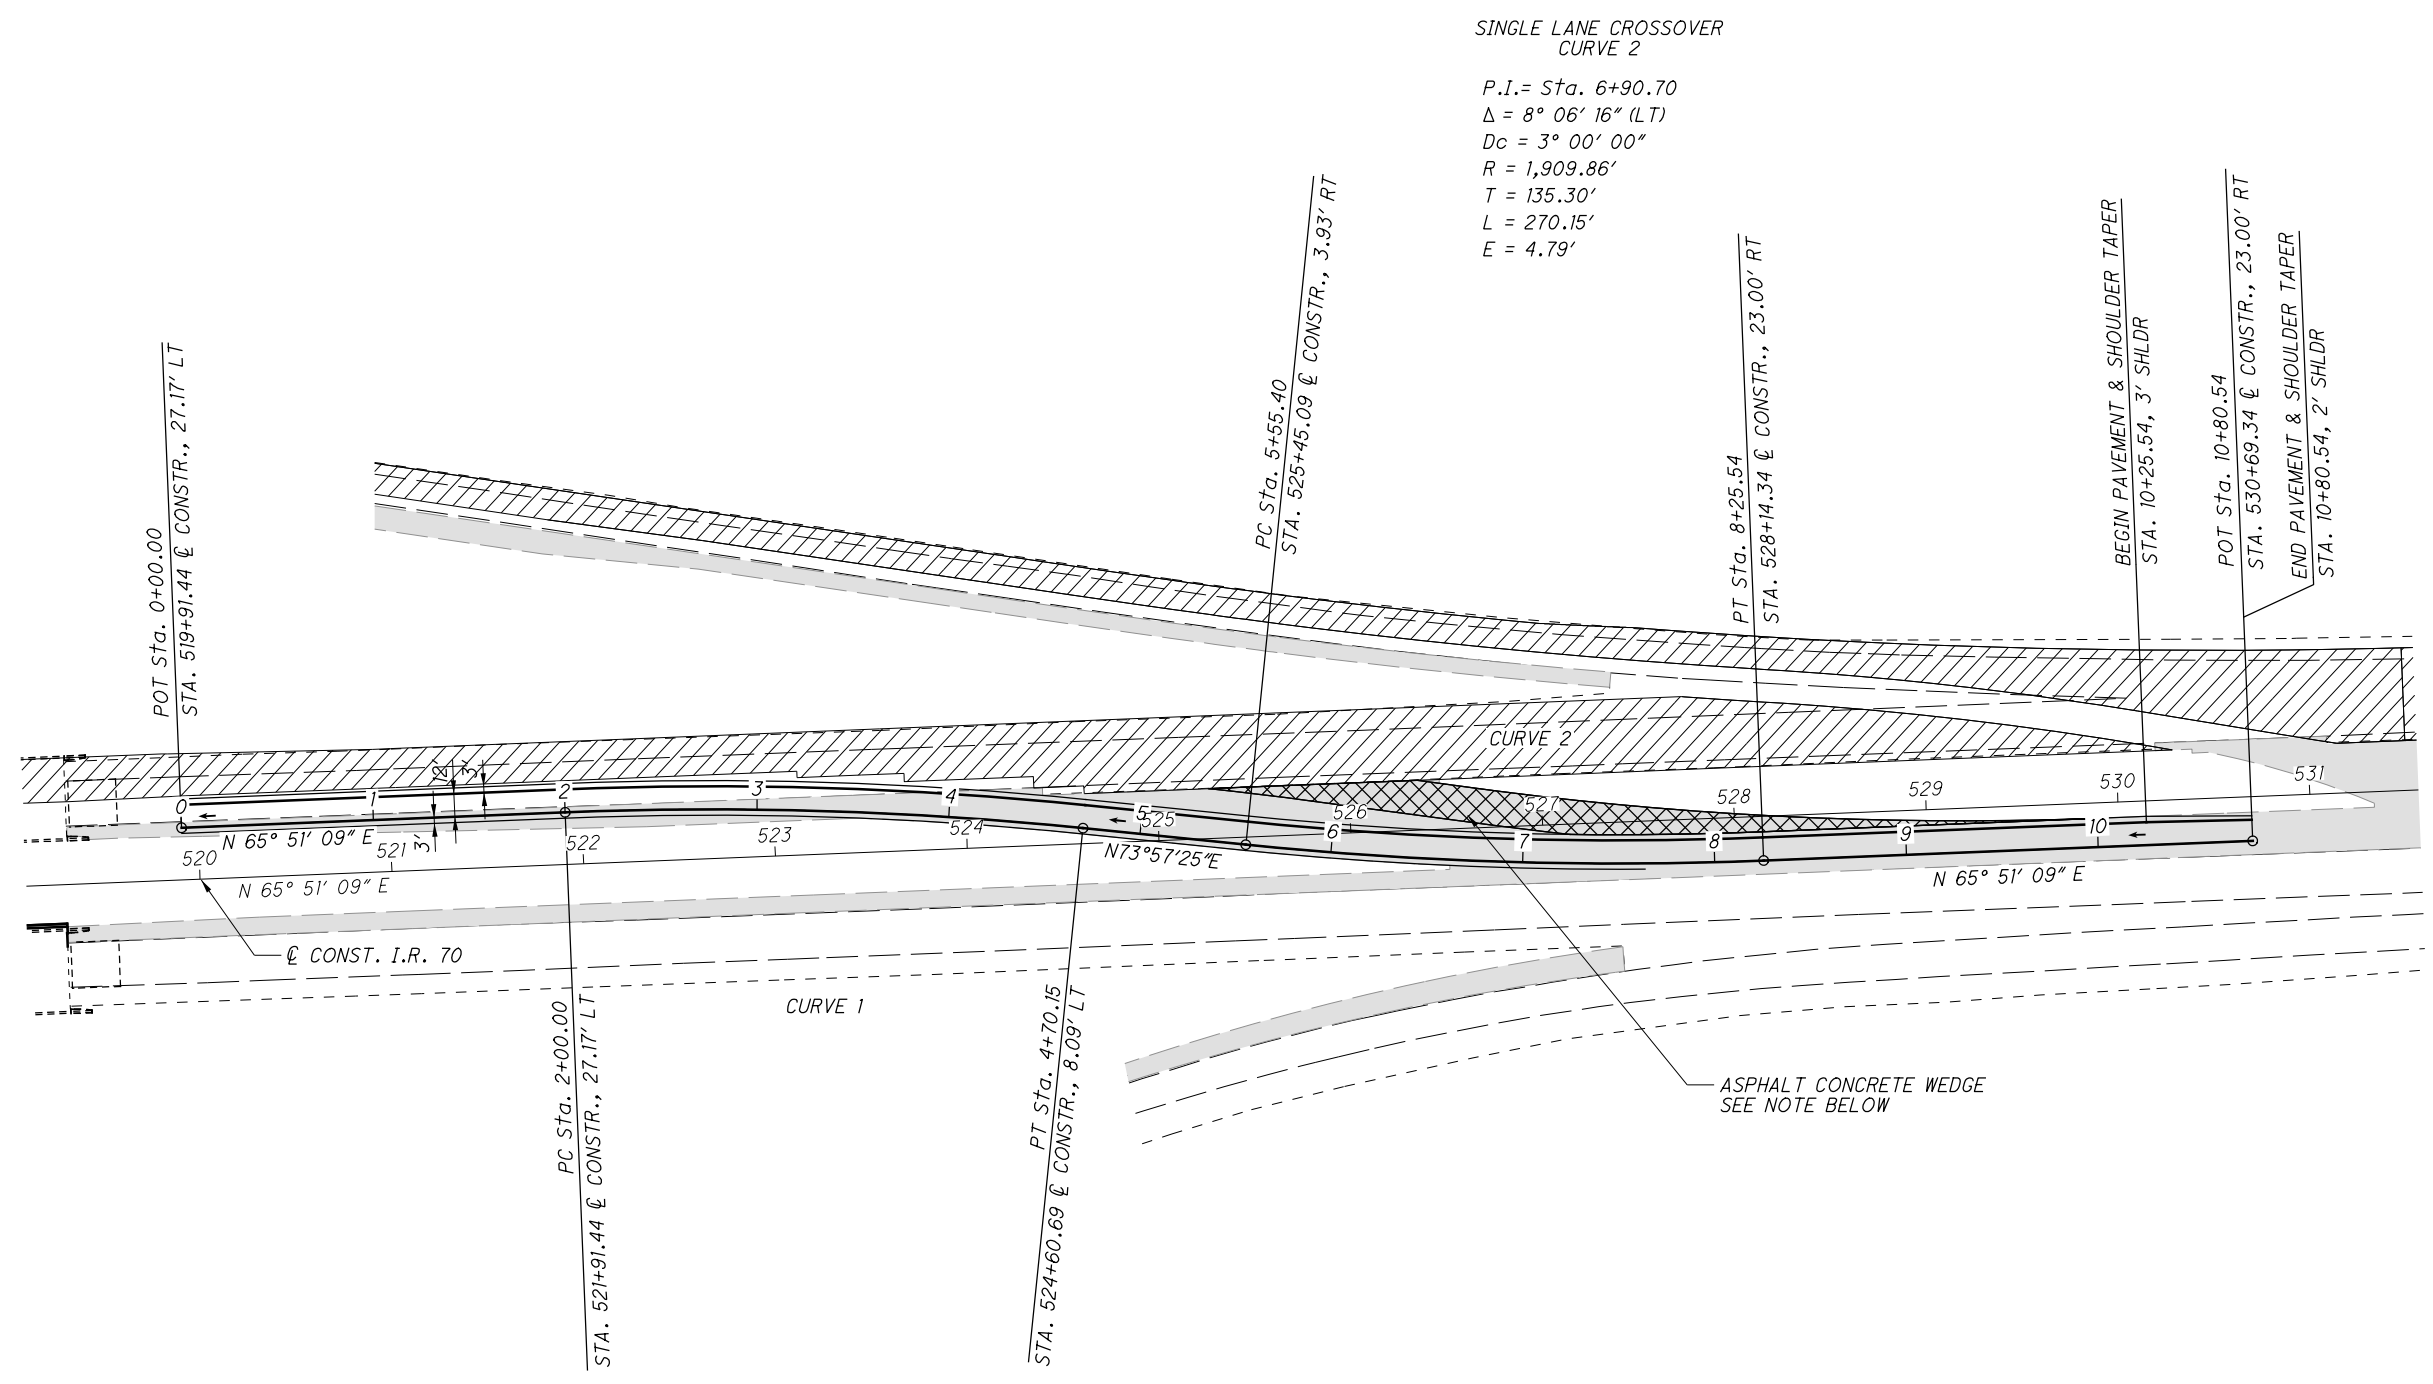 SINGLE LANE CROSSOVER
CURVE 2
P.I.= Sta. 6+90.70
Δ = 8° 06' 16" (LT)
Dc = 3° 00' 00"
R = 1,909.86'
T = 135.30'
L = 270.15'
E = 4.79'
POT Sta. 0+00.00
STA. 519+91.44 ℄ CONSTR., 27.17' LT
PC Sta. 5+55.40
STA. 525+45.09 ℄ CONSTR., 3.93' RT
PT Sta. 8+25.54
STA. 528+14.34 ℄ CONSTR., 23.00' RT
BEGIN PAVEMENT & SHOULDER TAPER
STA. 10+25.54, 3' SHLDR
POT Sta. 10+80.54
STA. 530+69.34 ℄ CONSTR., 23.00' RT
END PAVEMENT & SHOULDER TAPER
STA. 10+80.54, 2' SHLDR
CURVE 2
12'
3'
3'
0
1
2
3
4
5
6
7
8
9
10
520
521
522
523
524
525
526
527
528
529
530
531
N 65° 51' 09" E
N 65° 51' 09" E
N73°57'25"E
N 65° 51' 09" E
℄ CONST. I.R. 70
CURVE 1
PC Sta. 2+00.00
STA. 521+91.44 ℄ CONSTR., 27.17' LT
PT Sta. 4+70.15
STA. 524+60.69 ℄ CONSTR., 8.09' LT
ASPHALT CONCRETE WEDGE
SEE NOTE BELOW